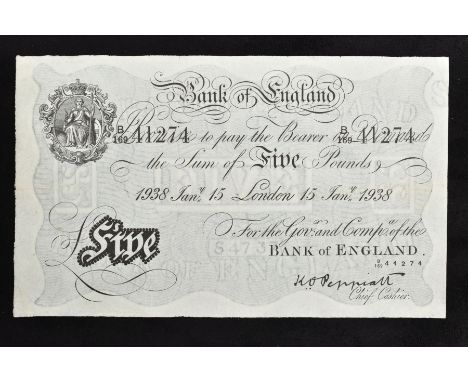 Bank of England
B/169 41274 to pay the Bearer on B/169 41274
the Sum of Five Pounds
1938 Jany. 15 London 15 Jany. 1938
For the Govr. and Compa. of the
Five BANK of ENGLAND.
B/169 41274
K O Peppiatt
Chief Cashier.